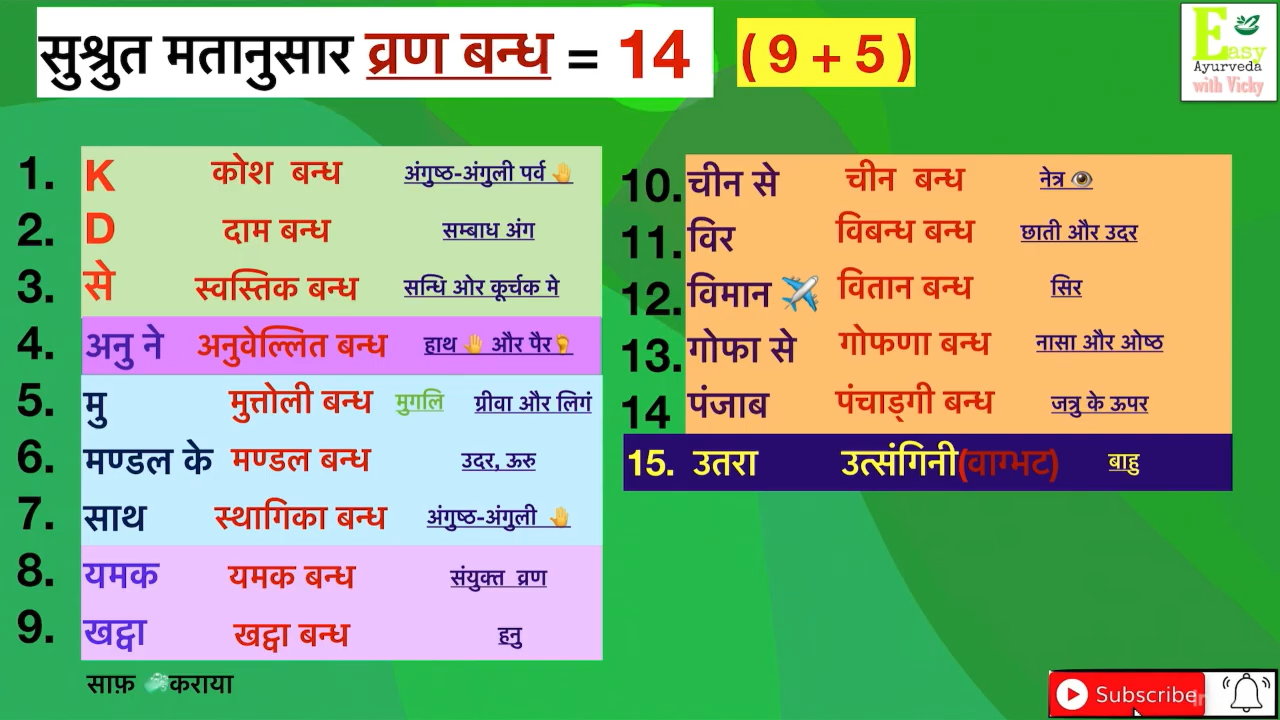 सुश्रुत मतानुसार व्रण बन्ध = 14 (9 + 5)
Easy
Ayurveda
with Vicky
1. K कोश बन्ध अंगुष्ठ-अंगुली पर्व 🤚
2. D दाम बन्ध सम्बाध अंग
3. से स्वस्तिक बन्ध सन्धि ओर कूर्चक मे
4. अनु ने अनुवेल्लित बन्ध हाथ 🤚 और पैर🦶
5. मु मुत्तोली बन्ध मुगलि ग्रीवा और लिगं
6. मण्डल के मण्डल बन्ध उदर, ऊरु
7. साथ स्थागिका बन्ध अंगुष्ठ-अंगुली 🤚
8. यमक यमक बन्ध संयुक्त व्रण
9. खट्वा खट्वा बन्ध हनु
साफ़ कराया
10. चीन से चीन बन्ध नेत्र 👁
11. विर विबन्ध बन्ध छाती और उदर
12. विमान ✈️ वितान बन्ध सिर
13. गोफा से गोफणा बन्ध नासा और ओष्ठ
14 पंजाब पंचाड़्गी बन्ध जत्रु के ऊपर
15. उतरा उत्संगिनी(वाग्भट) बाहु
Subscribe